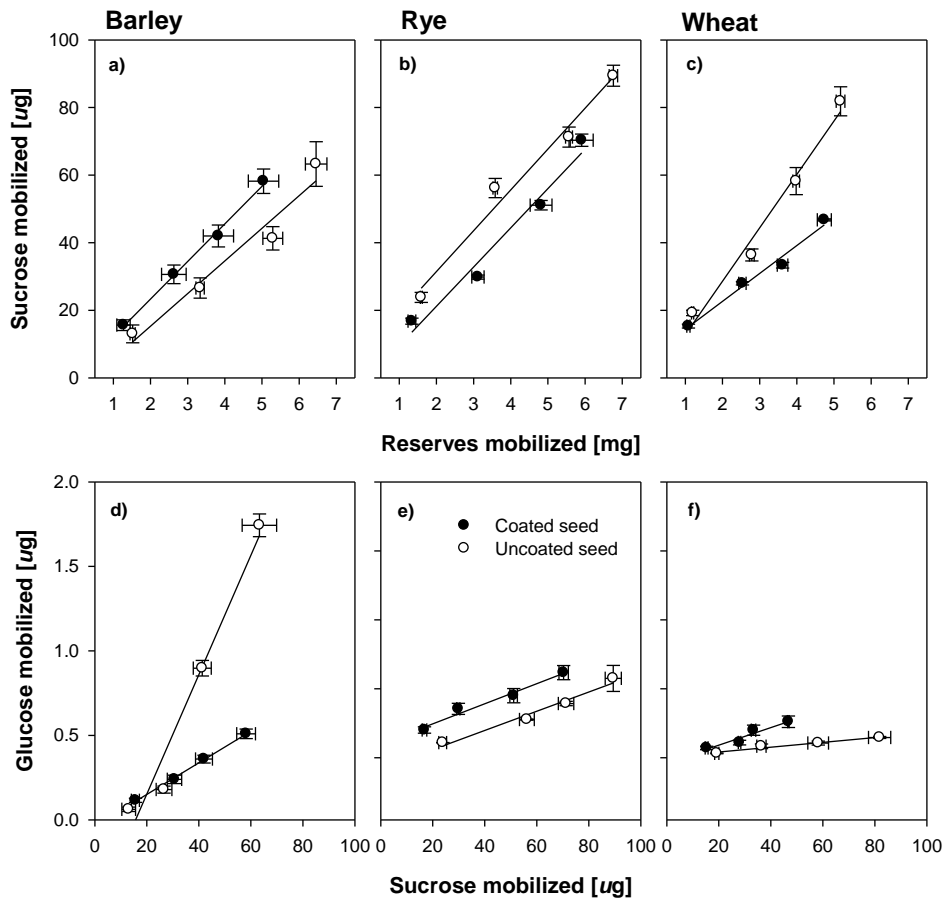 Barley Rye Wheat
a) b) c)
100
80
60
40
20
0
Sucrose mobilized [ug]
1 2 3 4 5 6 7 1 2 3 4 5 6 7 1 2 3 4 5 6 7
Reserves mobilized [mg]
d) e) f)
2.0
1.5
1.0
0.5
0.0
Glucose mobilized [ug]
Coated seed
Uncoated seed
0 20 40 60 80 100 0 20 40 60 80 100 0 20 40 60 80 100
Sucrose mobilized [ug]